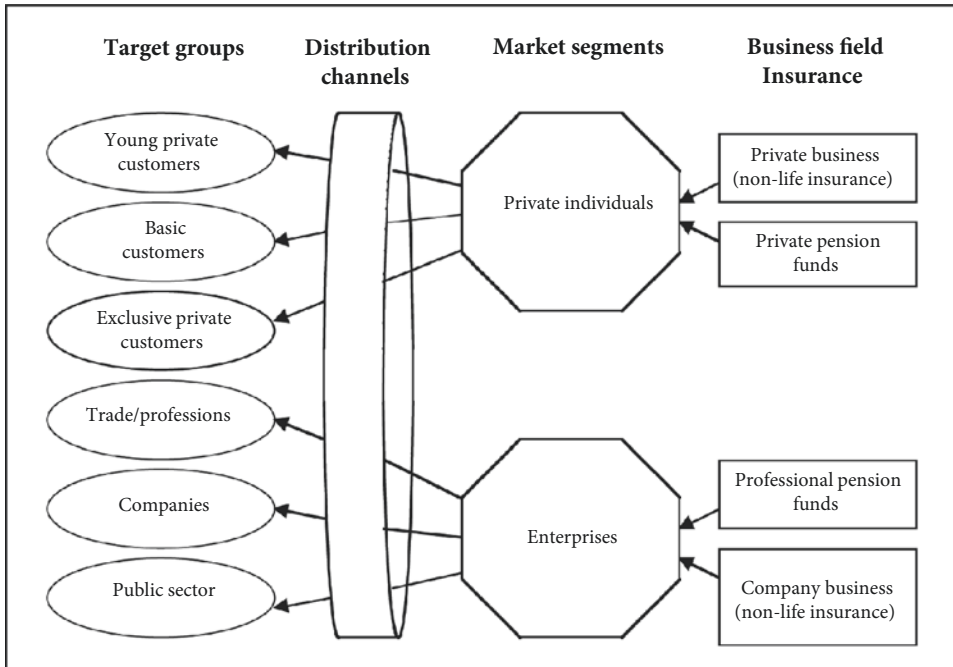 Target groups
Distribution
channels
Market segments
Business field
Insurance
Young private
customers
Basic
customers
Exclusive private
customers
Trade/professions
Companies
Public sector
Private individuals
Enterprises
Private business
(non-life insurance)
Private pension
funds
Professional pension
funds
Company business
(non-life insurance)